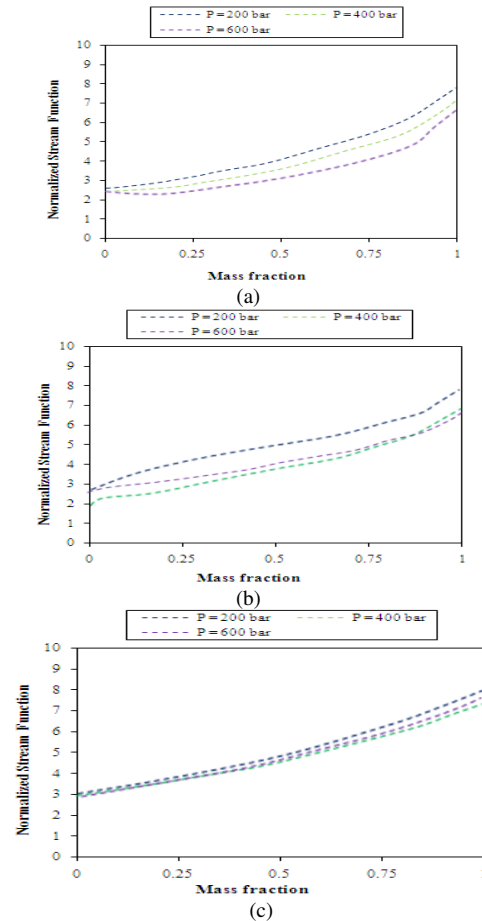 P = 200 bar P = 400 bar
P = 600 bar
10
9
8
7
6
5
4
3
2
1
0
Normalized Stream Function
0 0.25 0.5 0.75 1
Mass fraction
(a)
P = 200 bar P = 400 bar
P = 600 bar
10
9
8
7
6
5
4
3
2
1
0
Normalized Stream Function
0 0.25 0.5 0.75 1
Mass fraction
(b)
P = 200 bar P = 400 bar
P = 600 bar
10
9
8
7
6
5
4
3
2
1
0
Normalized Stream Function
0 0.25 0.5 0.75
Mass fraction
(c)